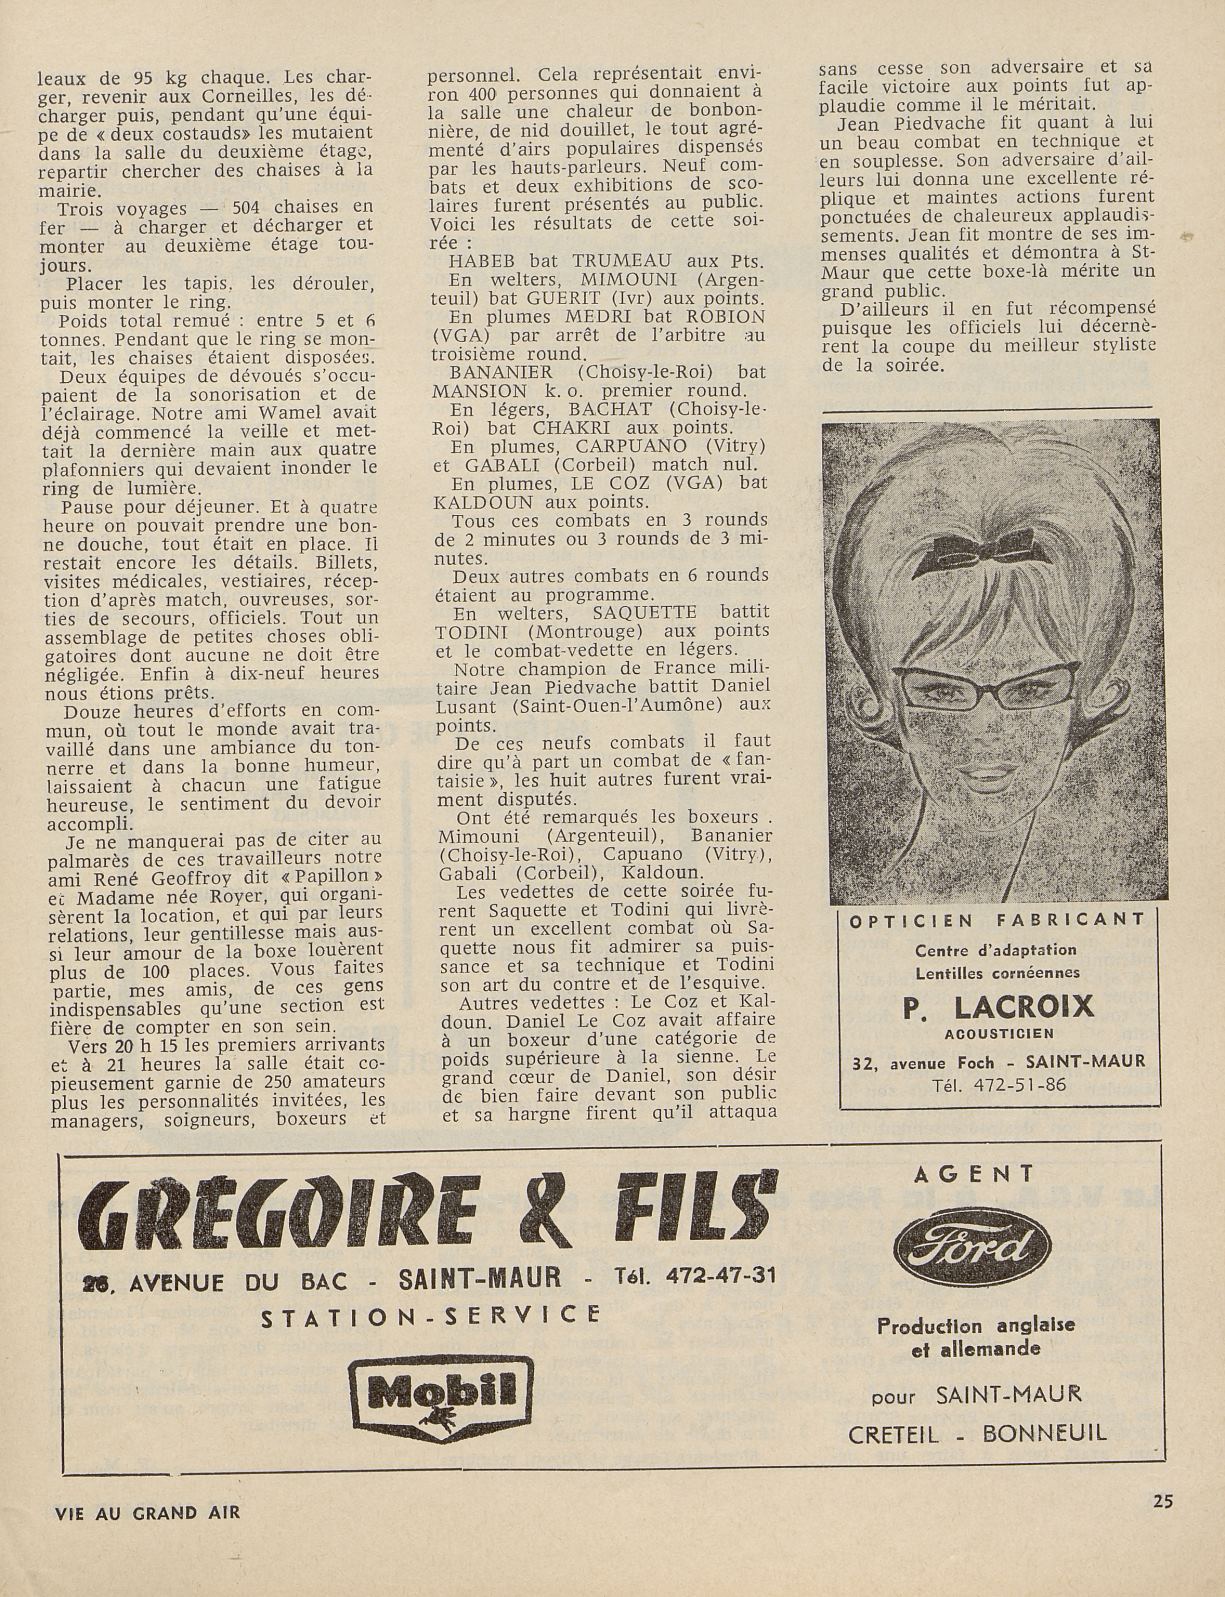 leaux de 95 kg chaque. Les char-
ger, revenir aux Corneilles, les dé-
charger puis, pendant qu'une équi-
pe de « deux costauds» les mutaient
dans la salle du deuxième étage,
repartir chercher des chaises à la
mairie.
Trois voyages — 504 chaises en
fer — à charger et décharger et
monter au deuxième étage tou-
jours.
Placer les tapis, les dérouler,
puis monter le ring.
Poids total remué : entre 5 et 6
tonnes. Pendant que le ring se mon-
tait, les chaises étaient disposées.
Deux équipes de dévoués s'occu-
paient de la sonorisation et de
l'éclairage. Notre ami Wamel avait
déjà commencé la veille et met-
tait la dernière main aux quatre
plafonniers qui devaient inonder le
ring de lumière.
Pause pour déjeuner. Et à quatre
heure on pouvait prendre une bon-
ne douche, tout était en place. Il
restait encore les détails. Billets,
visites médicales, vestiaires, récep-
tion d'après match, ouvreuses, sor-
ties de secours, officiels. Tout un
assemblage de petites choses obli-
gatoires dont aucune ne doit être
négligée. Enfin à dix-neuf heures
nous étions prêts.
Douze heures d'efforts en com-
mun, où tout le monde avait tra-
vaillé dans une ambiance du ton-
nerre et dans la bonne humeur,
laissaient à chacun une fatigue
heureuse, le sentiment du devoir
accompli.
Je ne manquerai pas de citer au
palmarès de ces travailleurs notre
ami René Geoffroy dit « Papillon »
et Madame née Royer, qui organi-
sèrent la location, et qui par leurs
relations, leur gentillesse mais aus-
si leur amour de la boxe louèrent
plus de 100 places. Vous faites
partie, mes amis, de ces gens
indispensables qu'une section est
fière de compter en son sein.
Vers 20 h 15 les premiers arrivants
et à 21 heures la salle était co-
pieusement garnie de 250 amateurs
plus les personnalités invitées, les
managers, soigneurs, boxeurs et
personnel. Cela représentait envi-
ron 400 personnes qui donnaient à
la salle une chaleur de bonbon-
nière, de nid douillet, le tout agré-
menté d'airs populaires dispensés
par les hauts-parleurs. Neuf com-
bats et deux exhibitions de sco-
laires furent présentés au public.
Voici les résultats de cette soi-
rée :
HABEB bat TRUMEAU aux Pts.
En welters, MIMOUNI (Argen-
teuil) bat GUERIT (Ivr) aux points.
En plumes MEDRI bat ROBION
(VGA) par arrêt de l'arbitre au
troisième round.
BANANIER (Choisy-le-Roi) bat
MANSION k. o. premier round.
En légers, BACHAT (Choisy-le-
Roi) bat CHAKRI aux points.
En plumes, CARPUANO (Vitry)
et GABALI (Corbeil) match nul.
En plumes, LE COZ (VGA) bat
KALDOUN aux points.
Tous ces combats en 3 rounds
de 2 minutes ou 3 rounds de 3 mi-
nutes.
Deux autres combats en 6 rounds
étaient au programme.
En welters, SAQUETTE battit
TODINI (Montrouge) aux points
et le combat-vedette en légers.
Notre champion de France mili-
taire Jean Piedvache battit Daniel
Lusant (Saint-Ouen-l'Aumône) aux
points.
De ces neufs combats il faut
dire qu'à part un combat de « fan-
taisie », les huit autres furent vrai-
ment disputés.
Ont été remarqués les boxeurs .
Mimouni (Argenteuil), Bananier
(Choisy-le-Roi), Capuano (Vitry),
Gabali (Corbeil), Kaldoun.
Les vedettes de cette soirée fu-
rent Saquette et Todini qui livrè-
rent un excellent combat où Sa-
quette nous fit admirer sa puis-
sance et sa technique et Todini
son art du contre et de l'esquive.
Autres vedettes : Le Coz et Kal-
doun. Daniel Le Coz avait affaire
à un boxeur d'une catégorie de
poids supérieure à la sienne. Le
grand cœur de Daniel, son désir
de bien faire devant son public
et sa hargne firent qu'il attaqua
sans cesse son adversaire et sa
facile victoire aux points fut ap-
plaudie comme il le méritait.
Jean Piedvache fit quant à lui
un beau combat en technique et
en souplesse. Son adversaire d'ail-
leurs lui donna une excellente ré-
plique et maintes actions furent
ponctuées de chaleureux applaudis-
sements. Jean fit montre de ses im-
menses qualités et démontra à St-
Maur que cette boxe-là mérite un
grand public.
D'ailleurs il en fut récompensé
puisque les officiels lui décernè-
rent la coupe du meilleur styliste
de la soirée.
OPTICIEN FABRICANT
Centre d'adaptation
Lentilles cornéennes
P. LACROIX
ACOUSTICIEN
32, avenue Foch - SAINT-MAUR
Tél. 472-51-86
GREGOIRE & FILS
26, AVENUE DU BAC - SAINT-MAUR - Tél. 472-47-31
STATION-SERVICE
Mobil
AGENT
Ford
Production anglaise
et allemande
pour SAINT-MAUR
CRETEIL - BONNEUIL
VIE AU GRAND AIR
25